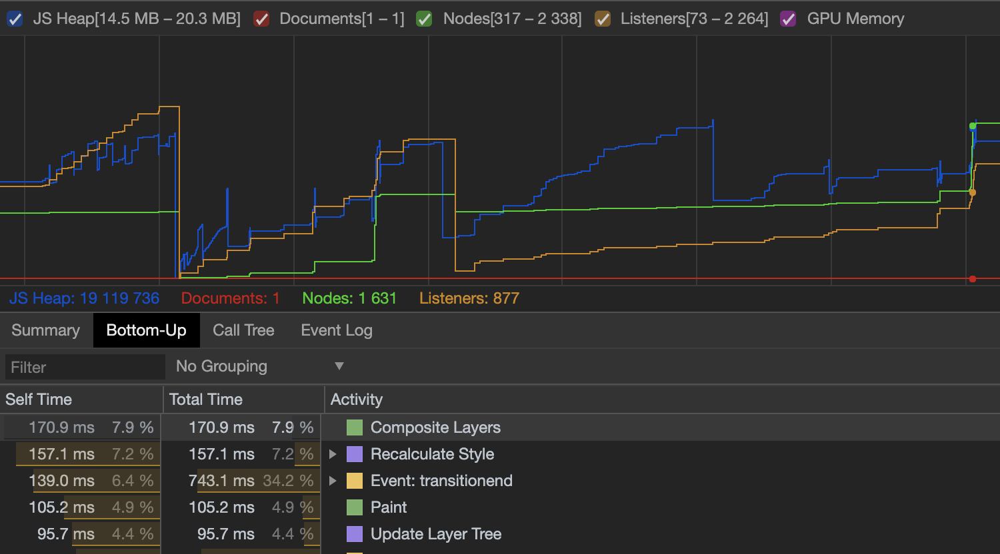 JS Heap[14.5 MB – 20.3 MB] Documents[1 – 1] Nodes[317 – 2 338] Listeners[73 – 2 264] GPU Memory
JS Heap: 19 119 736 Documents: 1 Nodes: 1 631 Listeners: 877
Summary Bottom-Up Call Tree Event Log
Filter No Grouping
Self Time Total Time Activity
170.9 ms 7.9 % 170.9 ms 7.9 % Composite Layers
157.1 ms 7.2 % 157.1 ms 7.2 % Recalculate Style
139.0 ms 6.4 % 743.1 ms 34.2 % Event: transitionend
105.2 ms 4.9 % 105.2 ms 4.9 % Paint
95.7 ms 4.4 % 95.7 ms 4.4 % Update Layer Tree